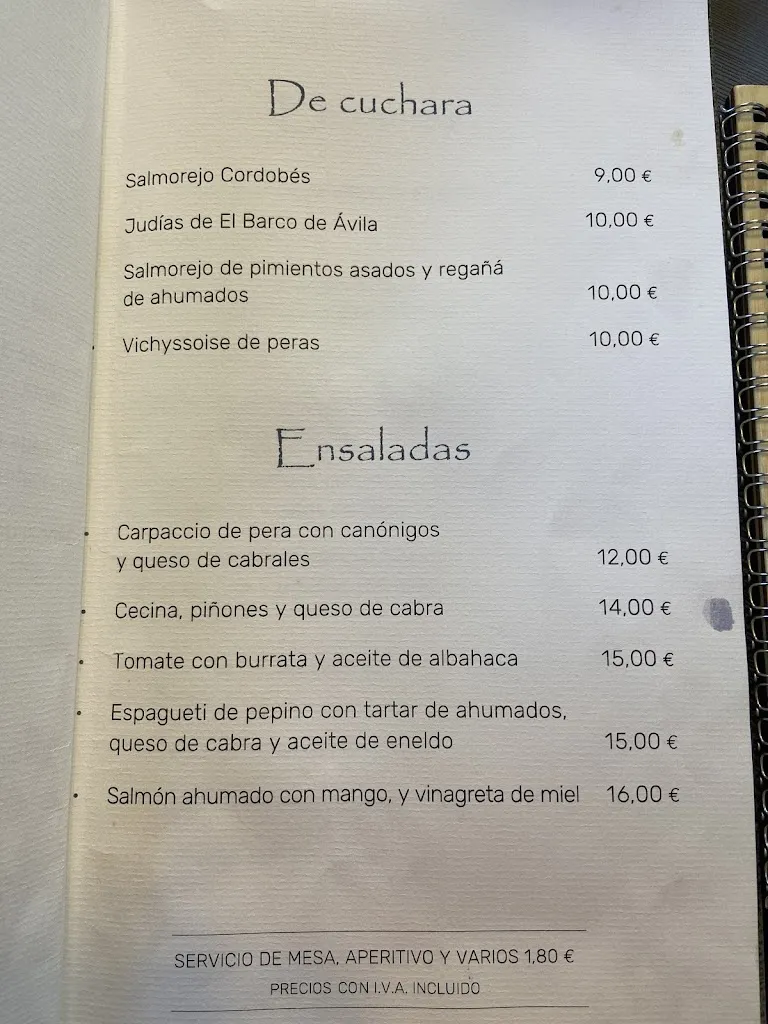 De cuchara
Salmorejo Cordobés 9,00 €
Judías de El Barco de Ávila 10,00 €
Salmorejo de pimientos asados y regañá
de ahumados 10,00 €
Vichyssoise de peras 10,00 €
Ensaladas
Carpaccio de pera con canónigos
y queso de cabrales 12,00 €
Cecina, piñones y queso de cabra 14,00 €
Tomate con burrata y aceite de albahaca 15,00 €
Espagueti de pepino con tartar de ahumados,
queso de cabra y aceite de eneldo 15,00 €
Salmón ahumado con mango, y vinagreta de miel 16,00 €
SERVICIO DE MESA, APERITIVO Y VARIOS 1,80 €
PRECIOS CON I.V.A. INCLUIDO